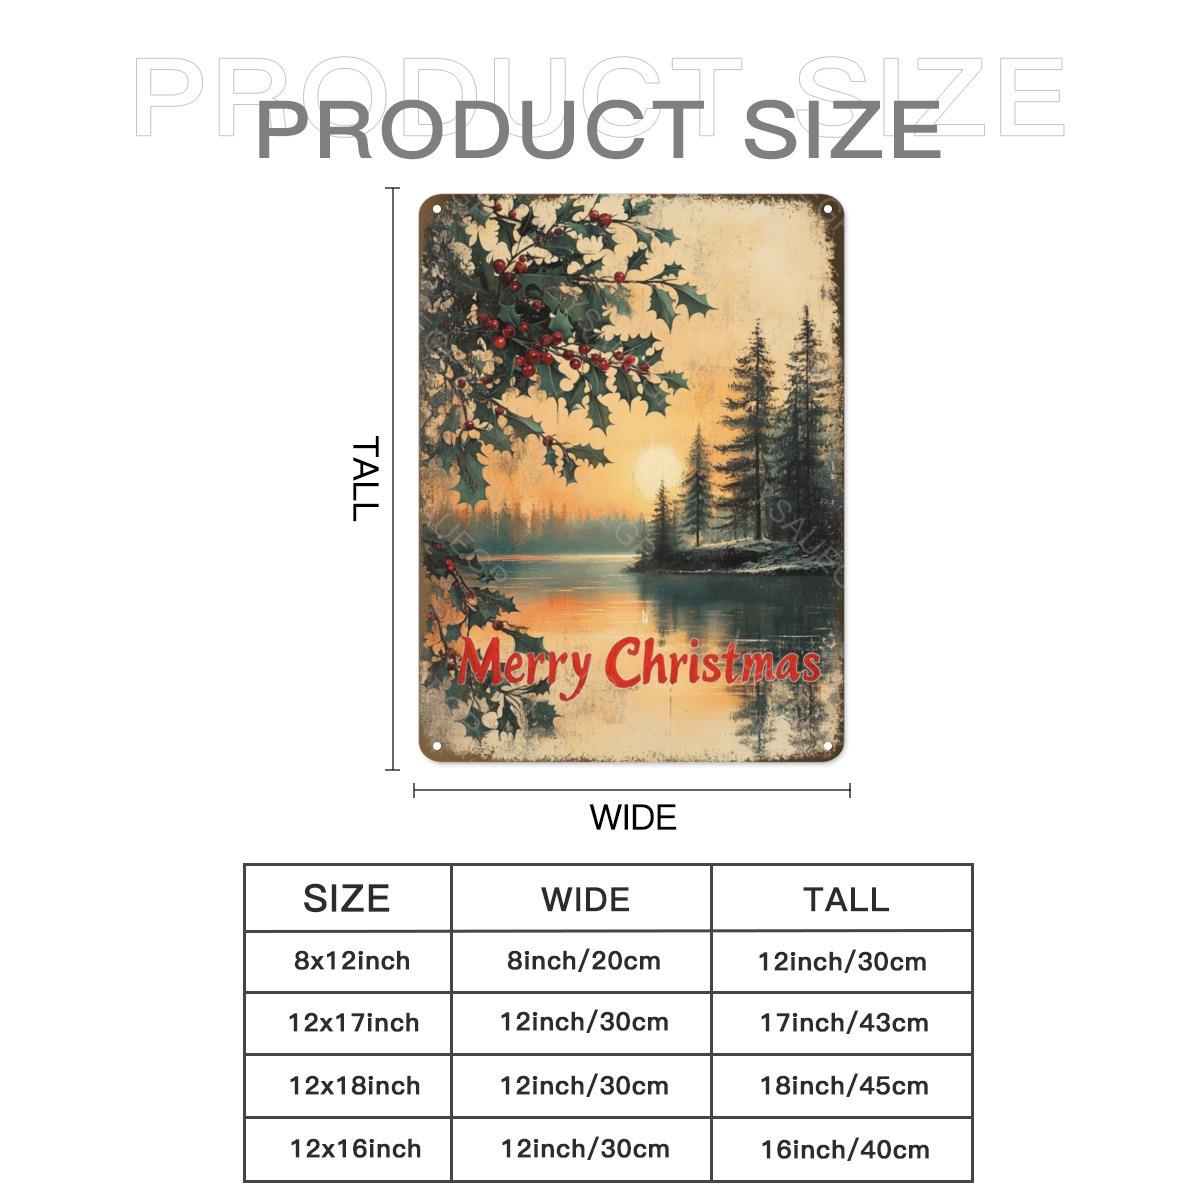 PRODUCT SIZE
PRODUCT SIZE
TALL
Merry Christmas
WIDE
SIZE WIDE TALL
8x12inch 8inch/20cm 12inch/30cm
12x17inch 12inch/30cm 17inch/43cm
12x18inch 12inch/30cm 18inch/45cm
12x16inch 12inch/30cm 16inch/40cm